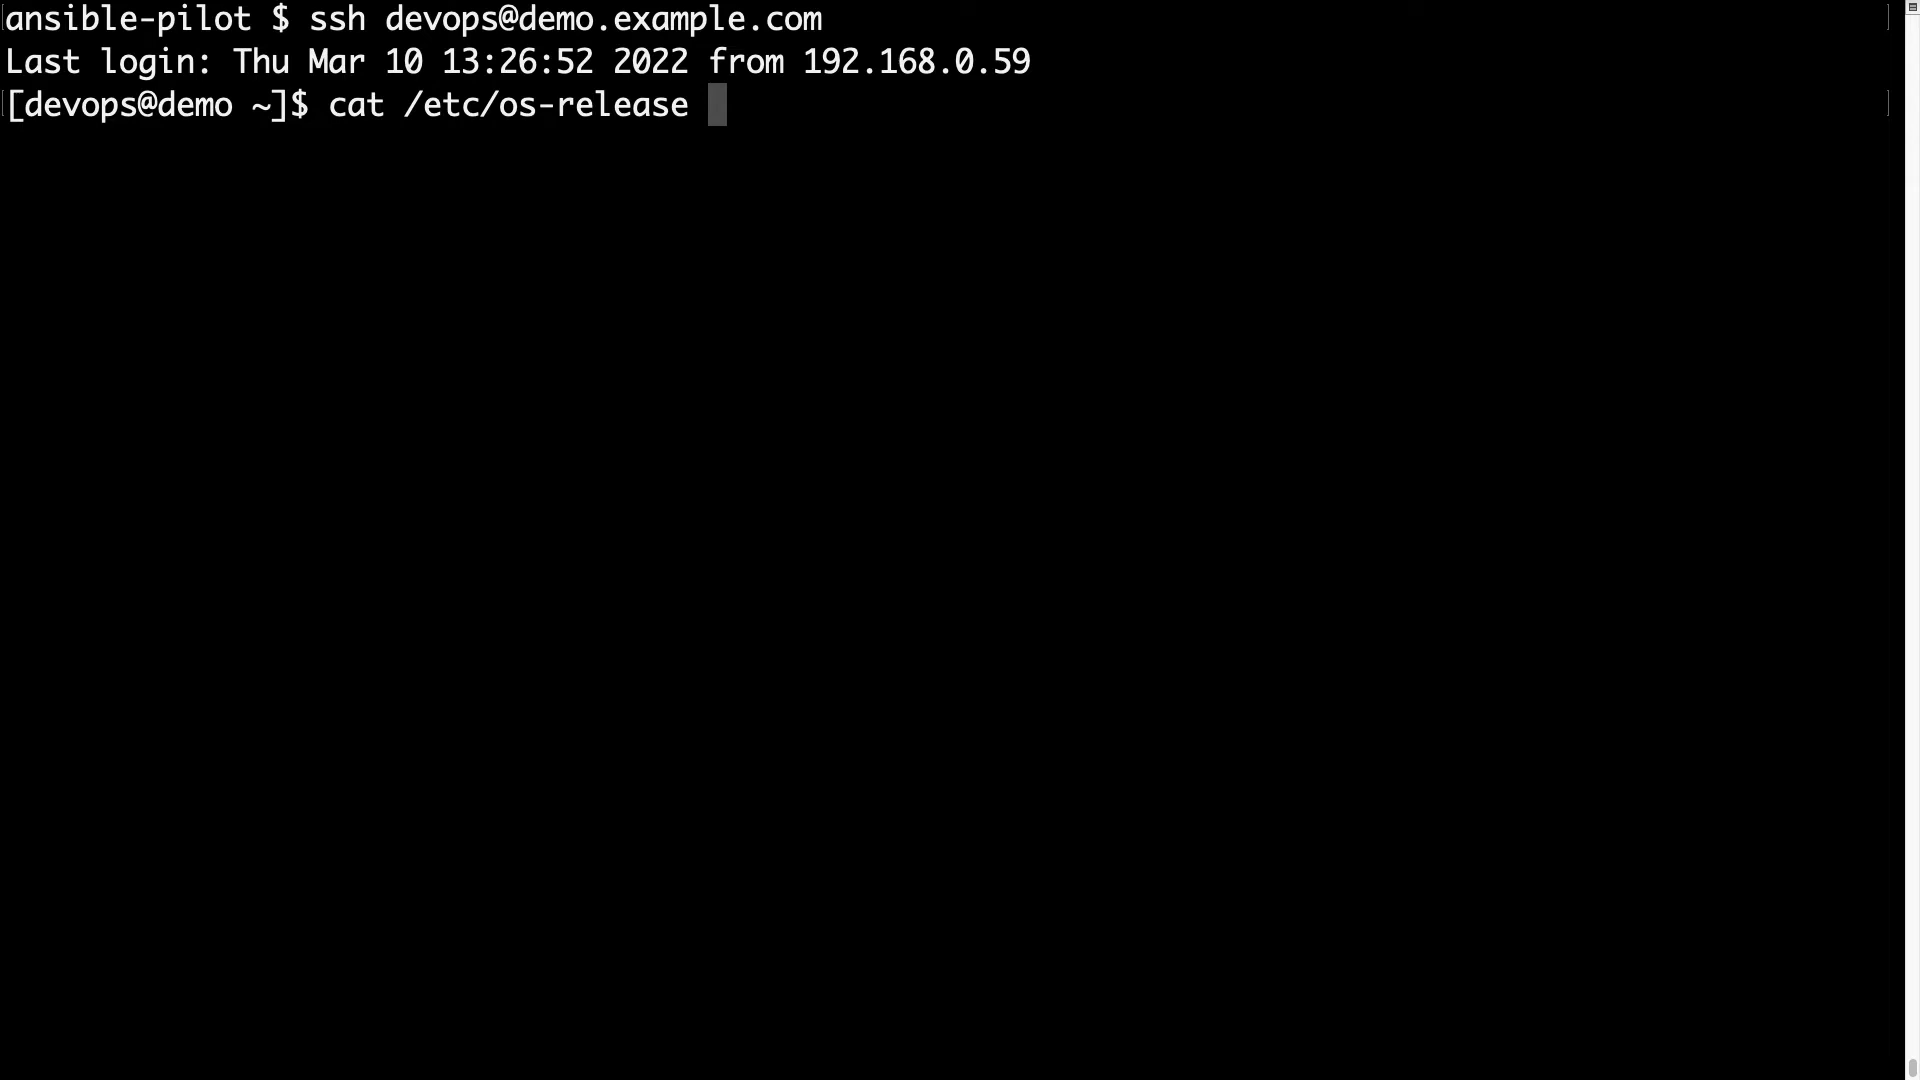 ansible-pilot $ ssh devops@demo.example.com
Last login: Thu Mar 10 13:26:52 2022 from 192.168.0.59
[devops@demo ~]$ cat /etc/os-release